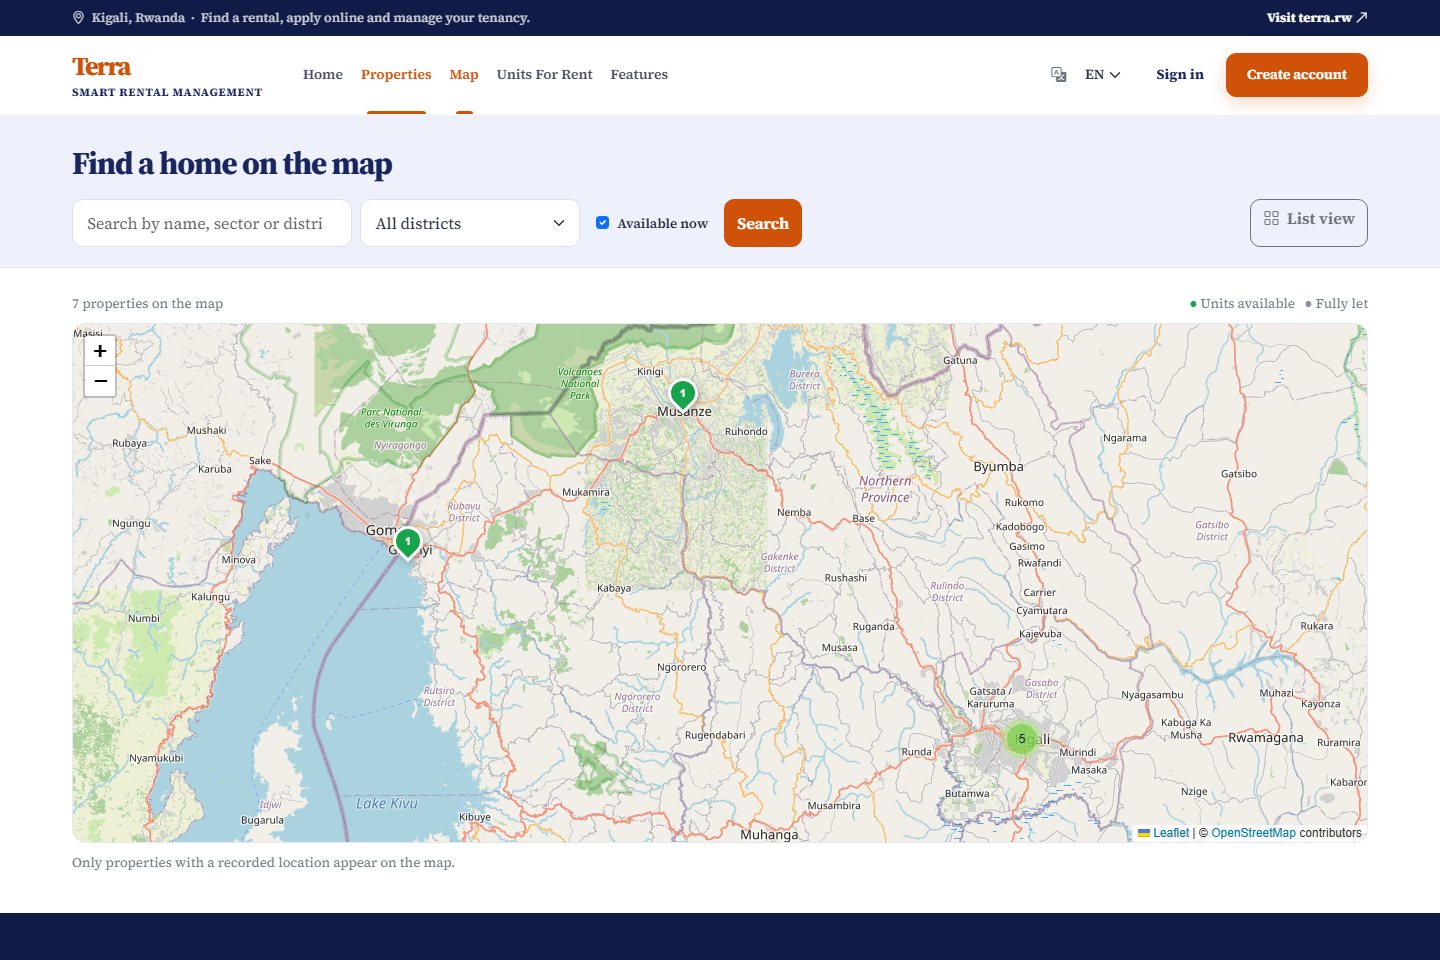 Kigali, Rwanda · Find a rental, apply online and manage your tenancy.
Visit terra.rw
Terra
SMART RENTAL MANAGEMENT
Home
Properties
Map
Units For Rent
Features
EN
Sign in
Create account
Find a home on the map
Search by name, sector or distri
All districts
Available now
Search
List view
7 properties on the map
Units available
Fully let
Masisi
+
−
Gatuna
Kinigi
Volcanoes
National
Park
Burera
District
1
Musanze
Parc National
des Virunga
Mushaki
Rubaya
Nyiragongo
Ruhondo
Ngarama
Sake
Karuba
Byumba
Gatsibo
Northern
Province
Mukamira
Rubavu
District
Nemba
Base
Rukomo
Ngungu
Kadobogo
Gatsibo
District
1
Gasimo
Minova
Gakenke
District
Rwafandi
Rushashi
Kabaya
Rulindo
District
Carrier
Kalungu
Cyamutara
Numbi
Ruganda
Kajevuba
Rukara
Musasa
Ngororero
Gatsata /
Karuruma
Gasabo
District
Nyagasambu
Muhazi
Kayonza
Rutsiro
District
Ngororero
District
Kabuga Ka
Musha
Rugendabari
5
Rwamagana
Ruramira
Runda
Murindi
Masaka
Nyamukubi
Kabaror
Butamwa
Nzige
Idjwi
Lake Kivu
Musambira
Bugarula
Kibuye
Muhanga
Leaflet | © OpenStreetMap contributors
Only properties with a recorded location appear on the map.